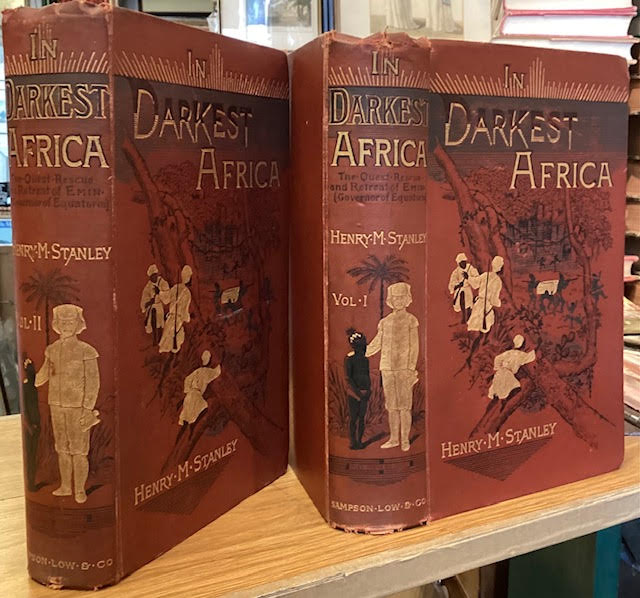 IN
DARKEST
AFRICA
The Quest·Rescue
Retreat of EMIN·
Governor of Equatoria)
HENRY·M·STANLEY
VOL·II
SON·LOW·&·CO
IN
DARKEST
AFRICA
HENRY·M·STANLEY
IN
DARKEST
AFRICA
The·Quest·Rescue
and Retreat of EMIN
(Governor of Equatoria
HENRY·M·STANLEY
VOL·I
SAMPSON·LOW·&·CO
IN
DARKEST
AFRICA
HENRY·M·STANLEY